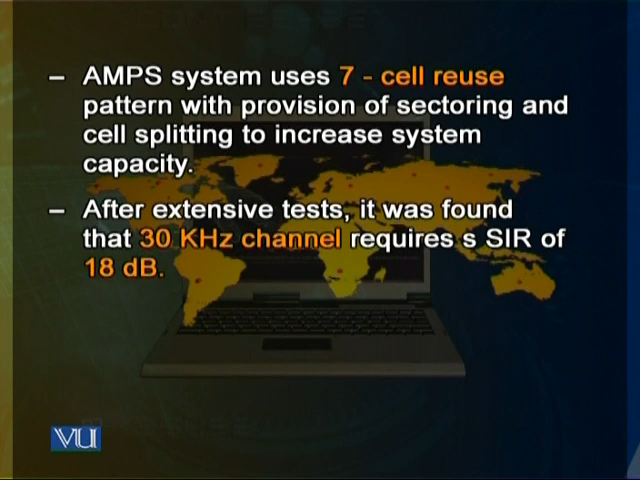 – AMPS system uses 7 - cell reuse
pattern with provision of sectoring and
cell splitting to increase system
capacity.
– After extensive tests, it was found
that 30 KHz channel requires s SIR of
18 dB.
VU